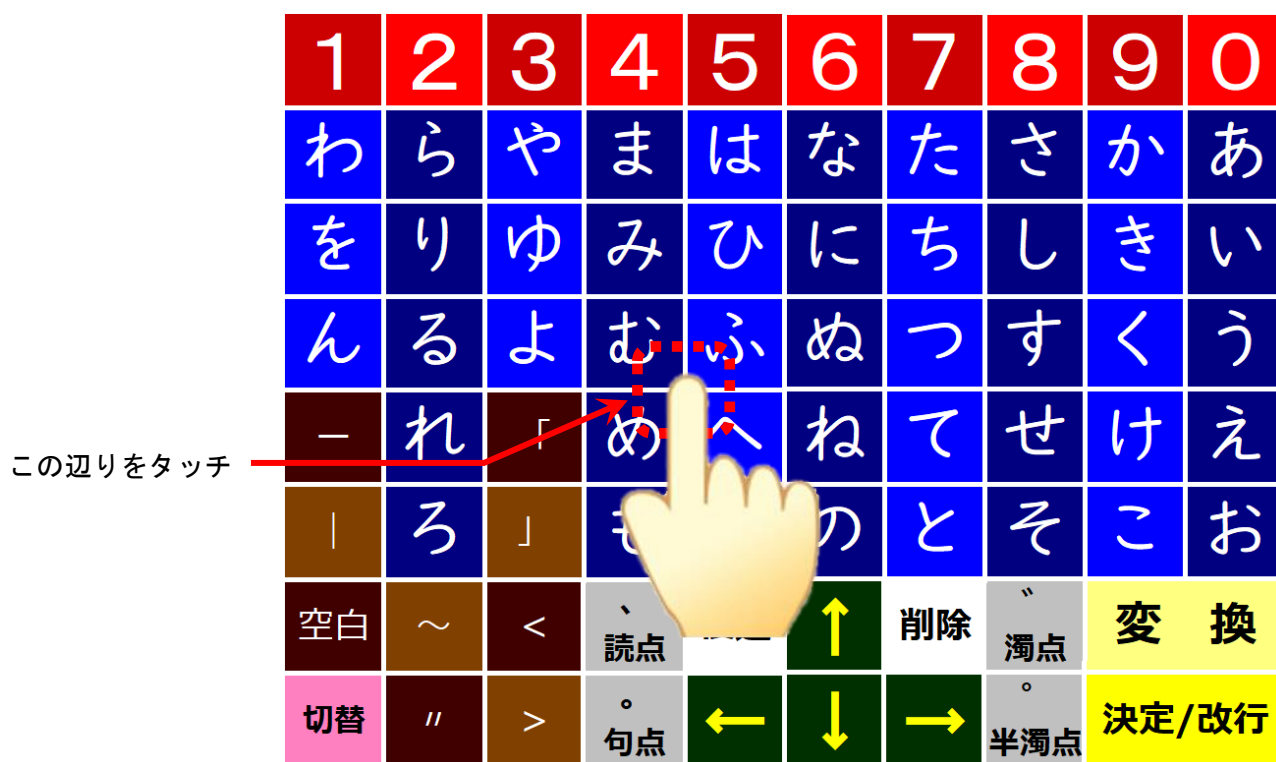 1 2 3 4 5 6 7 8 9 0
わ ら や ま は な た さ か あ
を り ゆ み ひ に ち し き い
ん る よ む ふ ぬ つ す く う
ー れ 「 め へ ね て せ け え
この辺りをタッチ
｜ ろ 」 も の と そ こ お
空白 ～ ＜ 、 ↑ 削除 ゛ 変 換
読点 濁点
切替 〃 ＞ 。 ← ↓ → ゜ 決定/改行
句点 半濁点